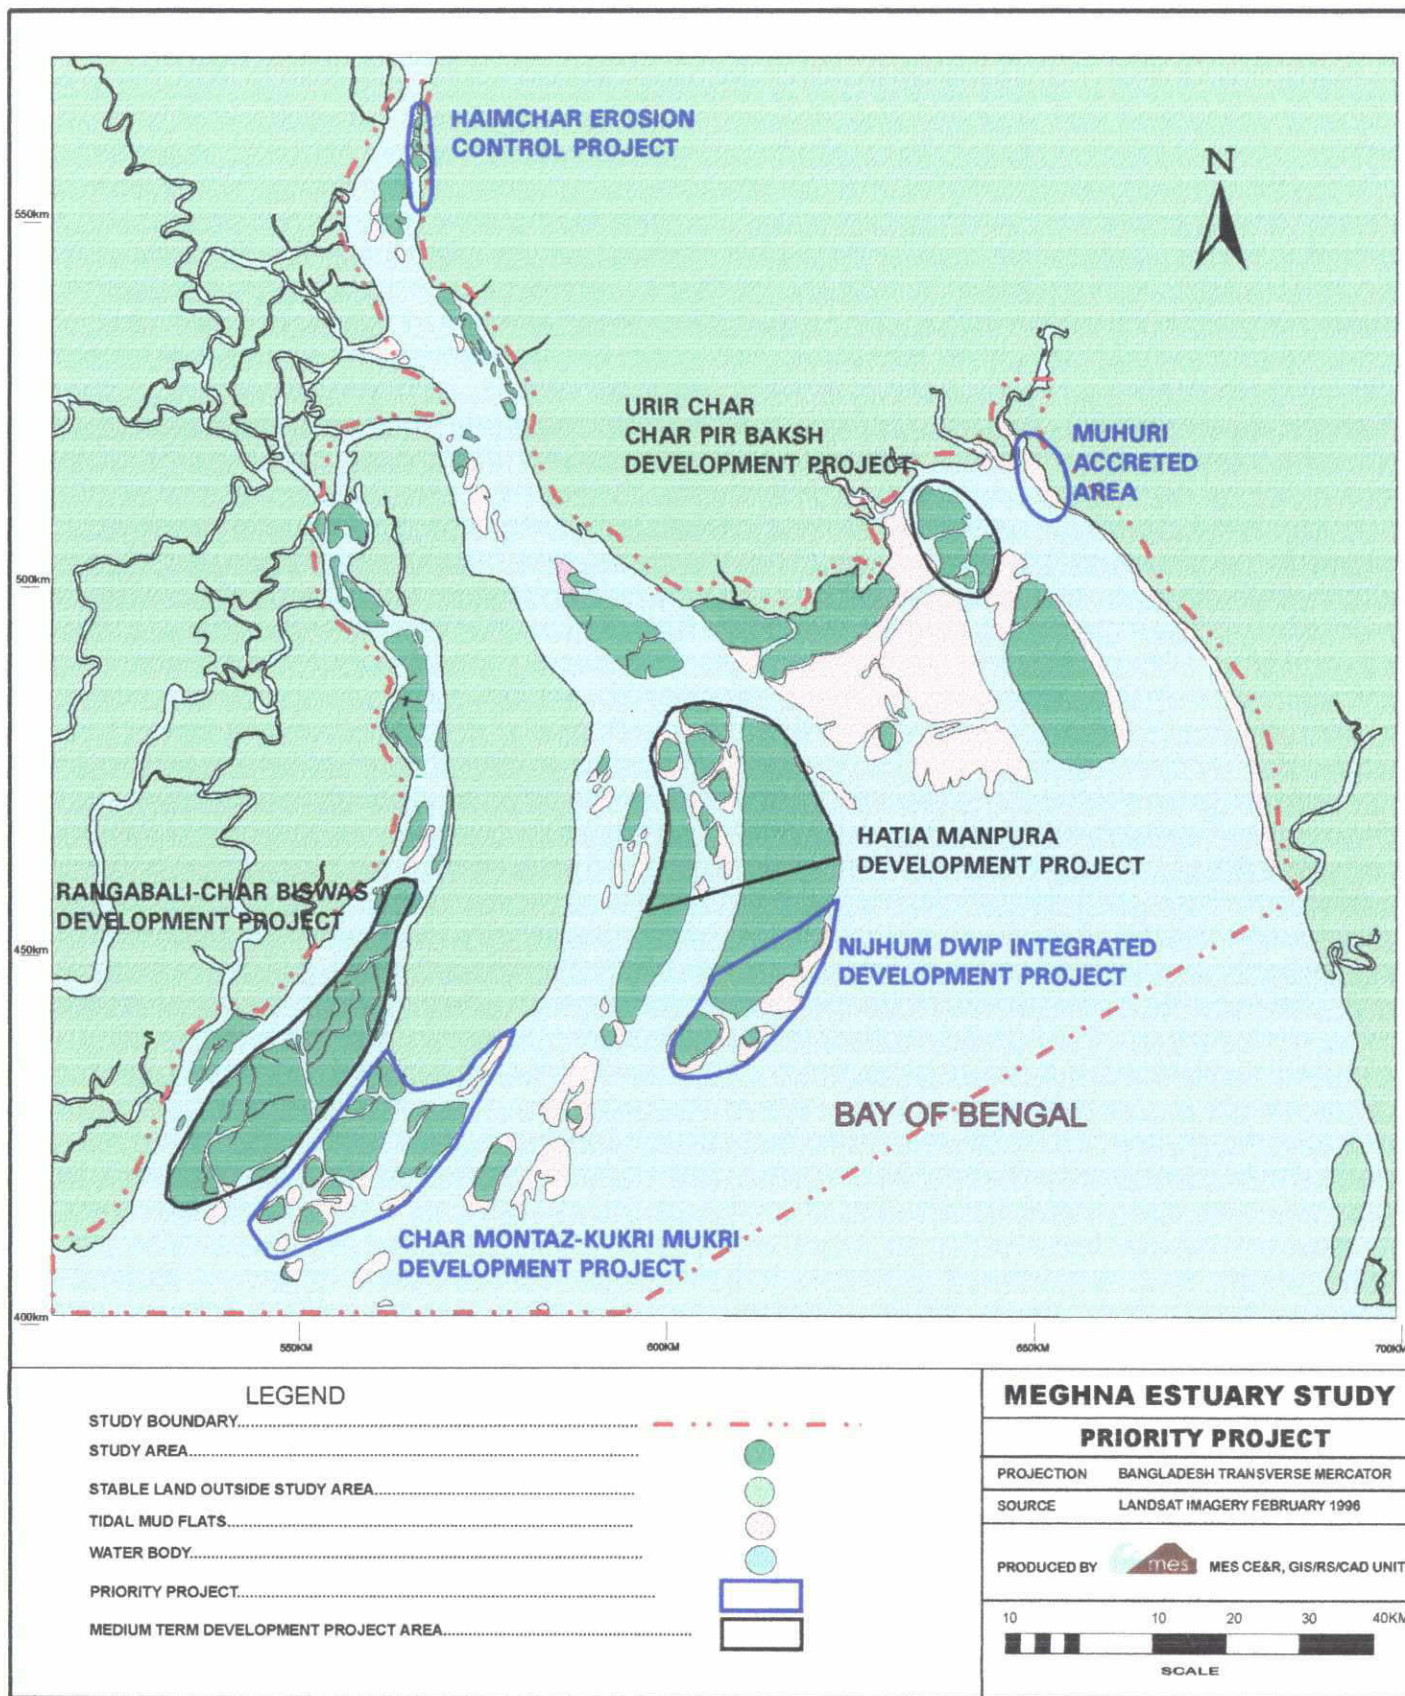 HAIMCHAR EROSION
CONTROL PROJECT
N
550km
URIR CHAR
CHAR PIR BAKSH
DEVELOPMENT PROJECT
MUHURI
ACCRETED
AREA
500km
HATIA MANPURA
DEVELOPMENT PROJECT
RANGABALI-CHAR BISWAS
DEVELOPMENT PROJECT
450km
NIJHUM DWIP INTEGRATED
DEVELOPMENT PROJECT
BAY OF BENGAL
CHAR MONTAZ-KUKRI MUKRI
DEVELOPMENT PROJECT
400km
550KM
600KM
650KM
700KM
LEGEND
STUDY BOUNDARY
STUDY AREA
STABLE LAND OUTSIDE STUDY AREA
TIDAL MUD FLATS
WATER BODY
PRIORITY PROJECT
MEDIUM TERM DEVELOPMENT PROJECT AREA
MEGHNA ESTUARY STUDY
PRIORITY PROJECT
PROJECTION BANGLADESH TRANSVERSE MERCATOR
SOURCE LANDSAT IMAGERY FEBRUARY 1996
PRODUCED BY mes MES CE&R, GIS/RS/CAD UNIT
10 10 20 30 40KM
SCALE